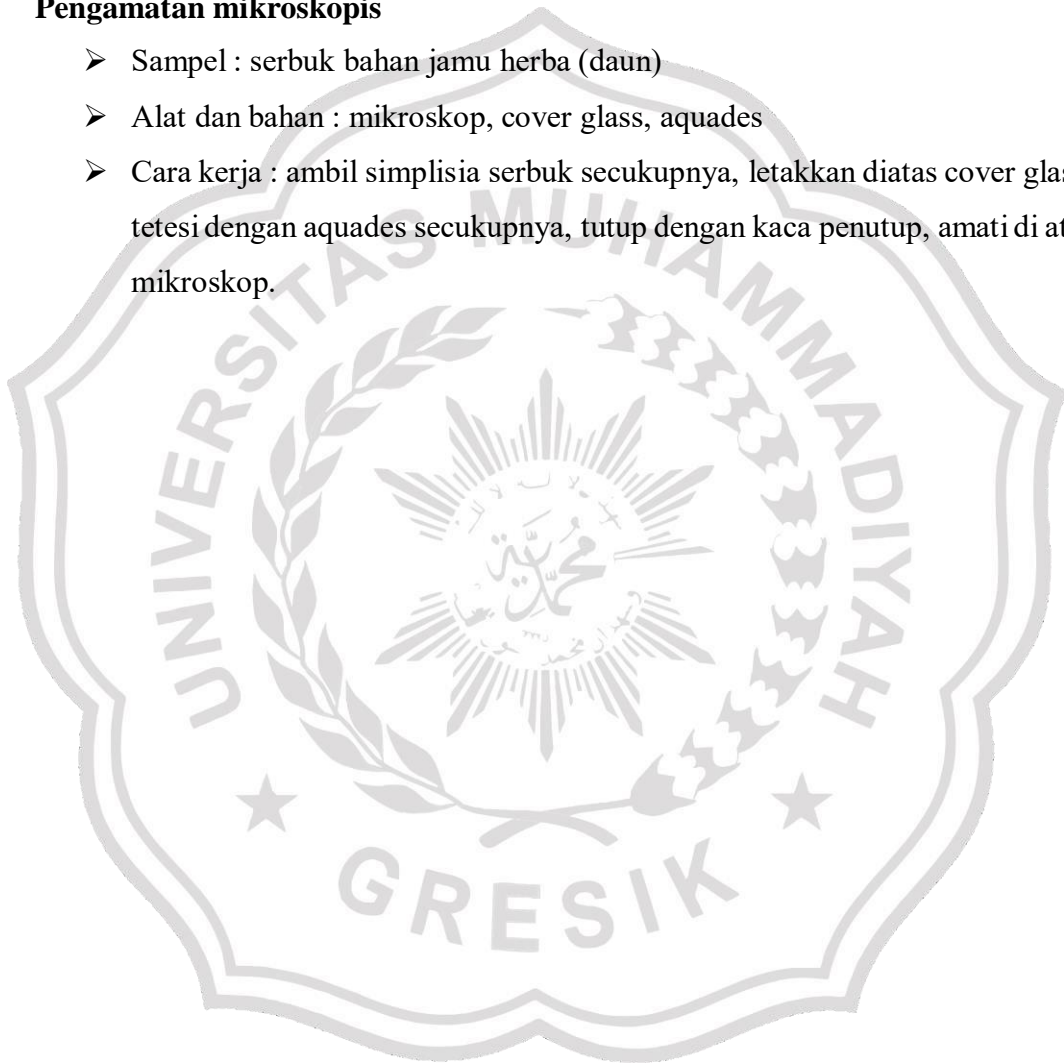 Pengamatan mikroskopis
➢ Sampel : serbuk bahan jamu herba (daun)
➢ Alat dan bahan : mikroskop, cover glass, aquades
➢ Cara kerja : ambil simplisia serbuk secukupnya, letakkan diatas cover
tetesi dengan aquades secukupnya, tutup dengan kaca penutup, amati di
mikroskop.
UNIVERSITAS MUHAMMADIYAH
GRESIK
محمد